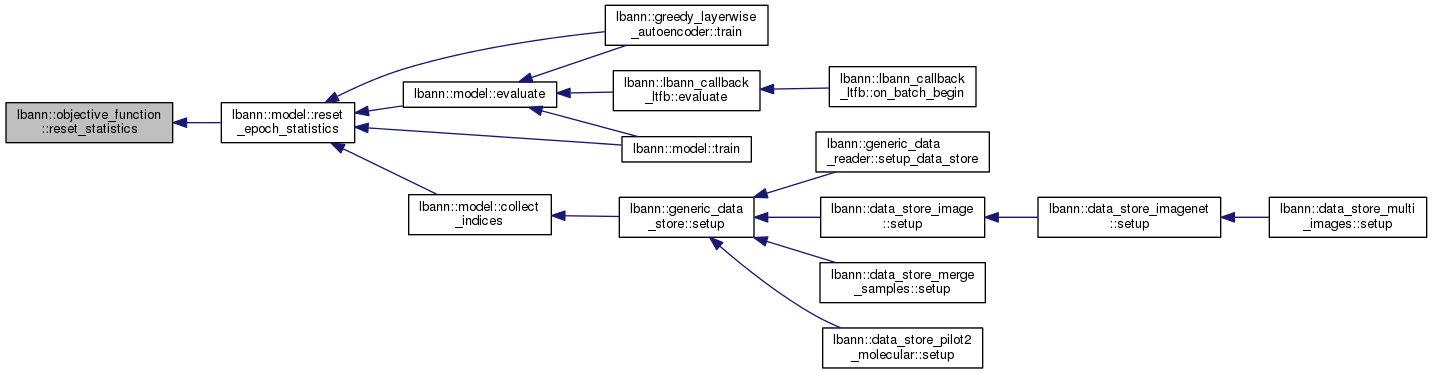 lbann::objective_function
::reset_statistics
lbann::model::reset
_epoch_statistics
lbann::greedy_layerwise
_autoencoder::train
lbann::model::evaluate
lbann::lbann_callback
_ltfb::evaluate
lbann::lbann_callback
_ltfb::on_batch_begin
lbann::model::train
lbann::model::collect
_indices
lbann::generic_data
_store::setup
lbann::generic_data
_reader::setup_data_store
lbann::data_store_image
::setup
lbann::data_store_imagenet
::setup
lbann::data_store_multi
_images::setup
lbann::data_store_merge
_samples::setup
lbann::data_store_pilot2
_molecular::setup